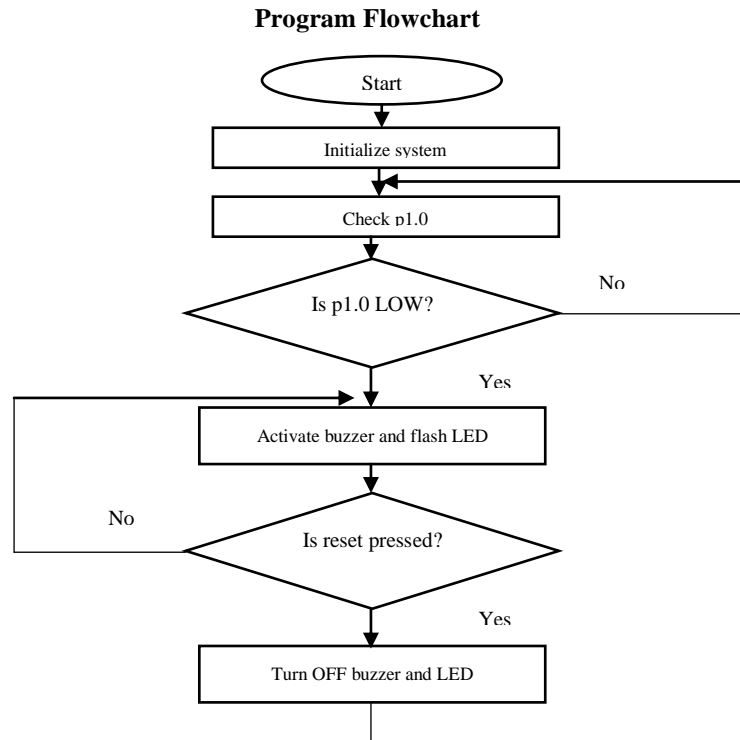 Program Flowchart
Start
Initialize system
Check p1.0
Is p1.0 LOW?
No
Yes
Activate buzzer and flash LED
No
Is reset pressed?
Yes
Turn OFF buzzer and LED